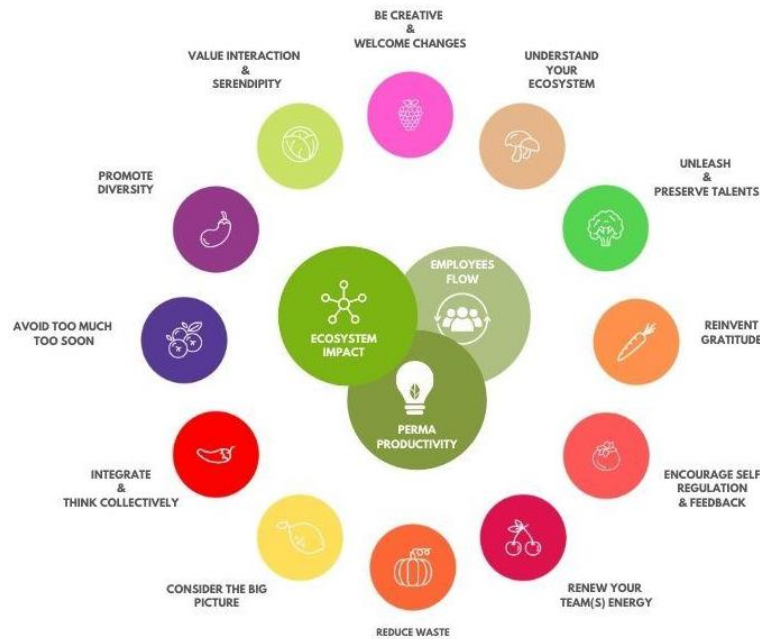 BE CREATIVE
&
WELCOME CHANGES
UNDERSTAND
YOUR
ECOSYSTEM
UNLEASH
&
PRESERVE TALENTS
REINVENT
GRATITUDE
ENCOURAGE SELF
REGULATION
& FEEDBACK
RENEW YOUR
TEAM(S) ENERGY
REDUCE WASTE
CONSIDER THE BIG
PICTURE
INTEGRATE
&
THINK COLLECTIVELY
AVOID TOO MUCH
TOO SOON
PROMOTE
DIVERSITY
VALUE INTERACTION
&
SERENDIPITY
ECOSYSTEM
IMPACT
EMPLOYEES
FLOW
PERMA
PRODUCTIVITY